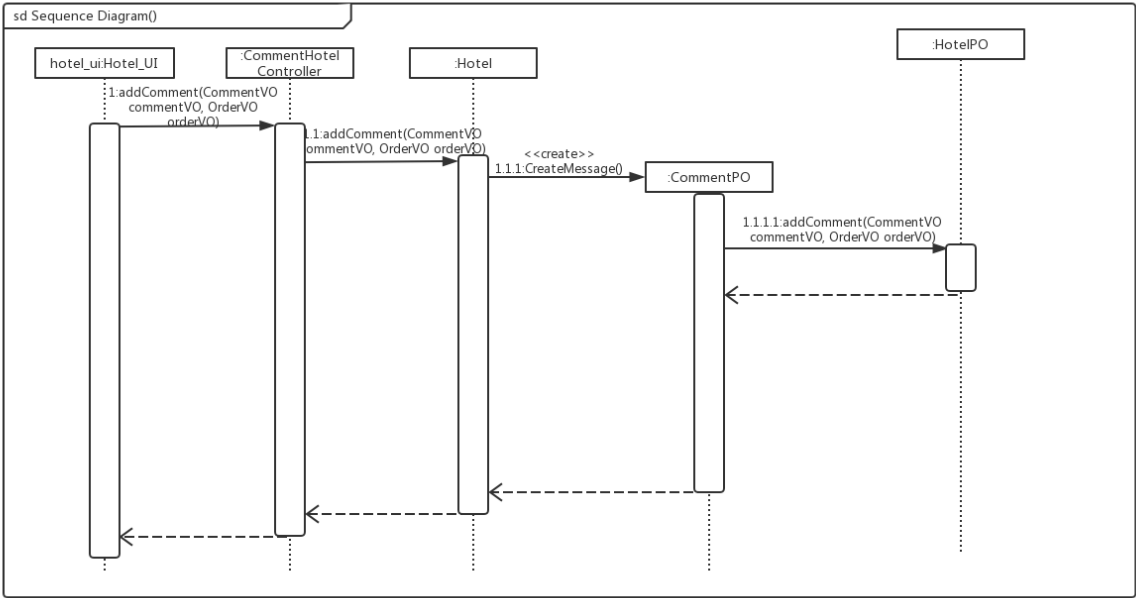 sd Sequence Diagram()
hotel_ui:Hotel_UI
:CommentHotel
Controller
:Hotel
:HotelPO
1:addComment(CommentVO
commentVO, OrderVO
orderVO)
1.1:addComment(CommentVO
commentVO, OrderVO orderVO)
<<create>>
1.1.1:CreateMessage()
:CommentPO
1.1.1.1:addComment(CommentVO
commentVO, OrderVO orderVO)